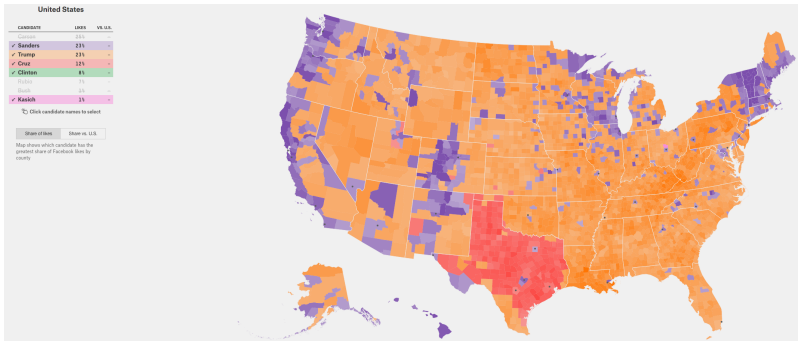 United States
CANDIDATE LIKES VS. U.S.
Carson
✓ Sanders 23% -
✓ Trump 23% -
✓ Cruz 12% -
✓ Clinton 8% -
Rubio 7% -
Bush -
✓ Kasich 1% -
Click candidate names to select
Share of likes Share vs. U.S.
Map shows which candidate has the
greatest share of Facebook likes by
county